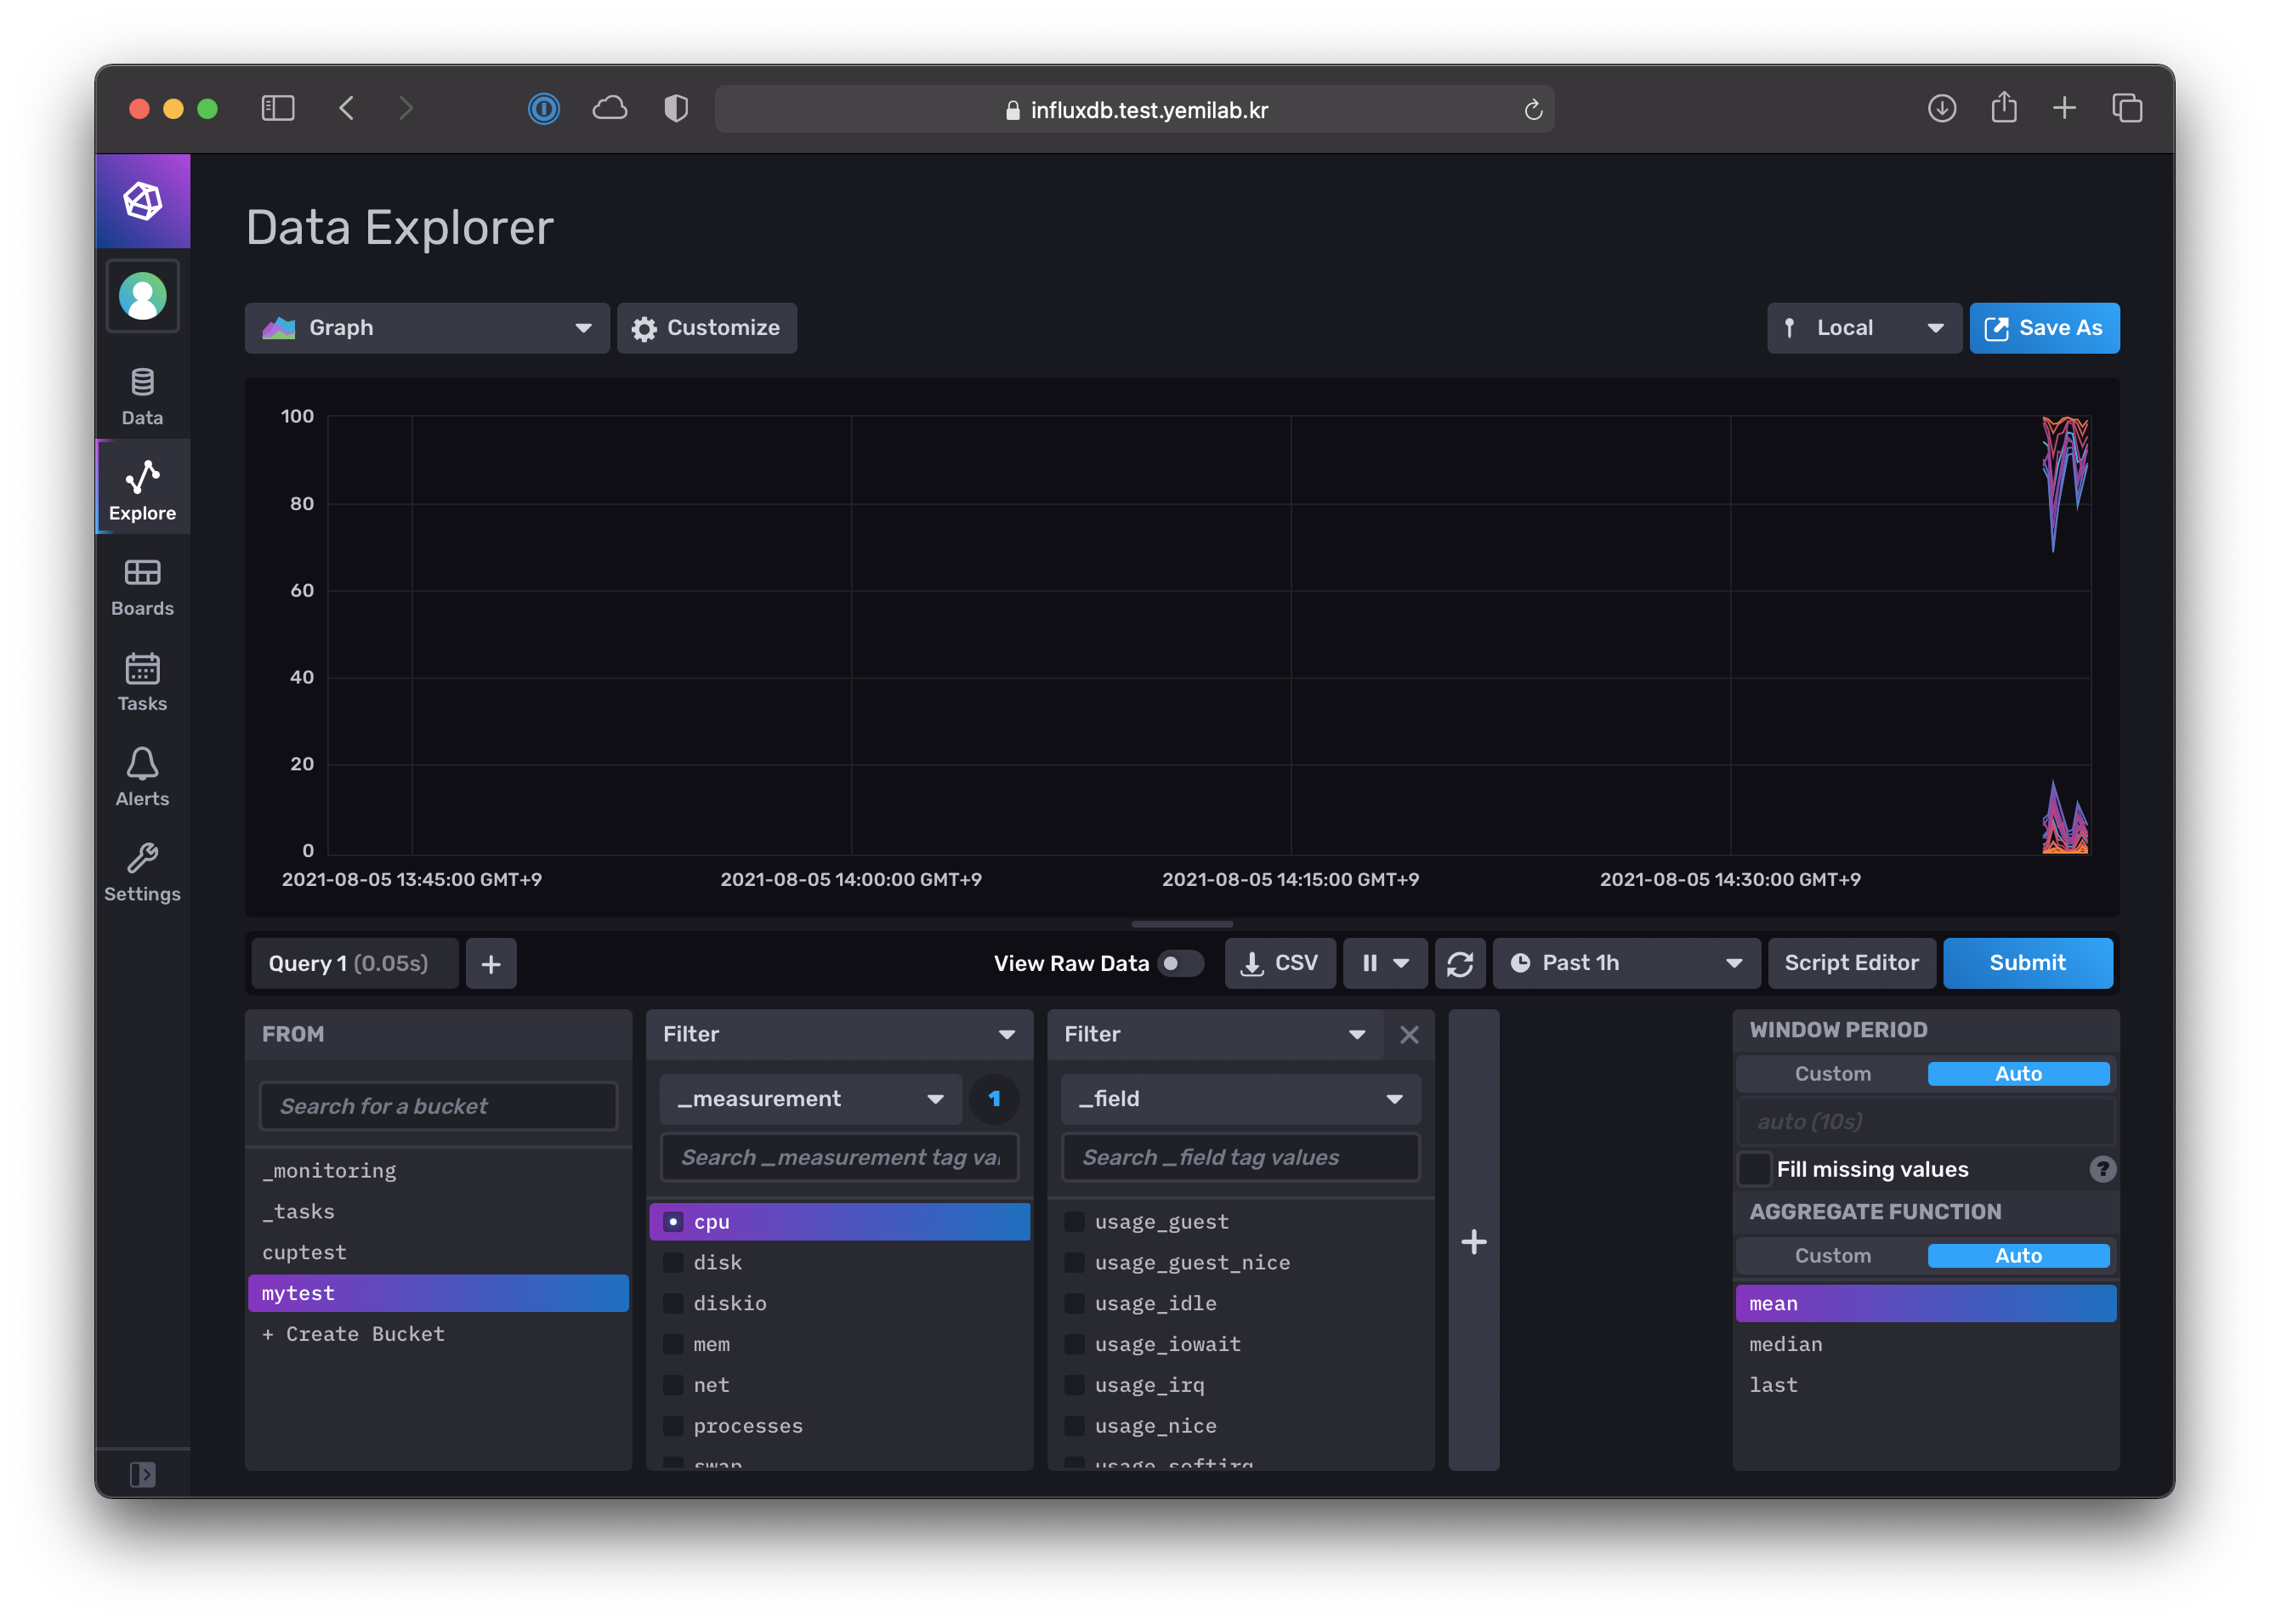 influxdb.test.yemilab.kr
Data Explorer
Graph
Customize
Local
Save As
Data
Explore
Boards
Tasks
Alerts
Settings
100
80
60
40
20
0
2021-08-05 13:45:00 GMT+9
2021-08-05 14:00:00 GMT+9
2021-08-05 14:15:00 GMT+9
2021-08-05 14:30:00 GMT+9
Query 1 (0.05s)
+
View Raw Data
CSV
Past 1h
Script Editor
Submit
FROM
Search for a bucket
_monitoring
_tasks
cuptest
mytest
+ Create Bucket
Filter
_measurement
1
Search _measurement tag va
cpu
disk
diskio
mem
net
processes
swap
Filter
_field
Search _field tag values
usage_guest
usage_guest_nice
usage_idle
usage_iowait
usage_irq
usage_nice
usage_softirq
+
WINDOW PERIOD
Custom
Auto
auto (10s)
Fill missing values
?
AGGREGATE FUNCTION
Custom
Auto
mean
median
last